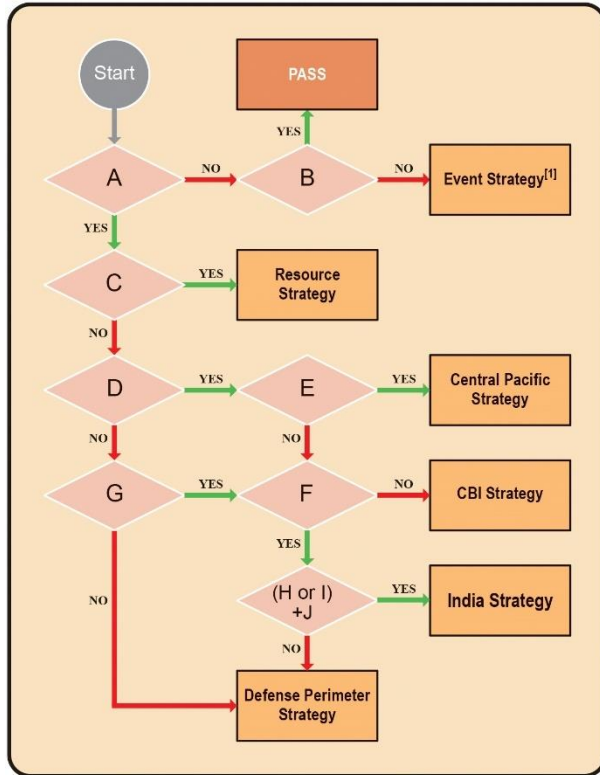 Start
PASS
YES
A
NO
B
NO
Event Strategy[1]
YES
C
YES
Resource
Strategy
NO
D
YES
E
YES
Central Pacific
Strategy
NO
NO
G
YES
F
NO
CBI Strategy
YES
NO
(H or I)
+J
YES
India Strategy
NO
Defense Perimeter
Strategy